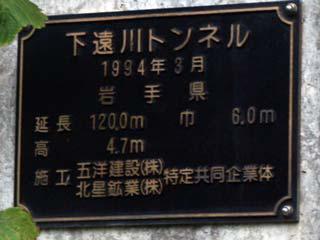 下遠川トンネル
1994年3月
岩手県
延長 120.0m 巾 6.0m
高 4.7m
施工 五洋建設(株) 特定共同企業体
北星鉱業(株)